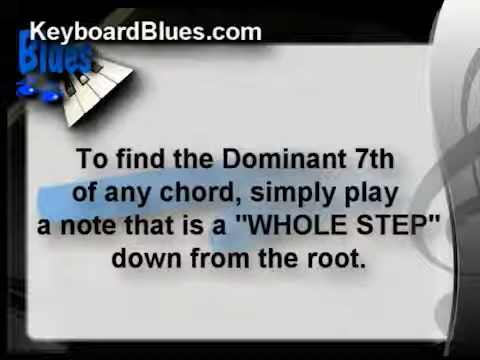 KeyboardBlues.com
Blues
To find the Dominant 7th
of any chord, simply play
a note that is a "WHOLE STEP"
down from the root.